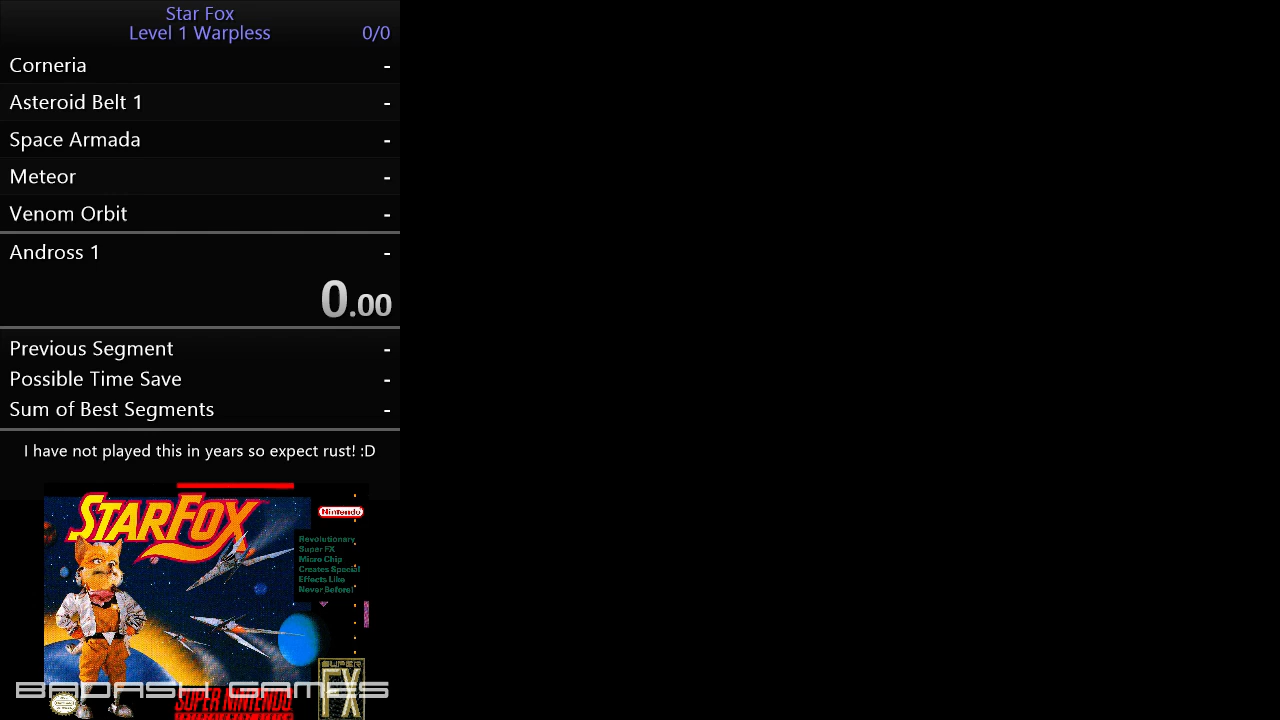 Star Fox
Level 1 Warpless 0/0
Corneria -
Asteroid Belt 1 -
Space Armada -
Meteor -
Venom Orbit -
Andross 1 -
0.00
Previous Segment -
Possible Time Save -
Sum of Best Segments -
I have not played this in years so expect rust! :D
STARFOX
Nintendo
Revolutionary
Super FX
Micro Chip
Creates Special
Effects Like
Never Before!
SUPER
FX
BADASH GAMES
SUPER NINTENDO